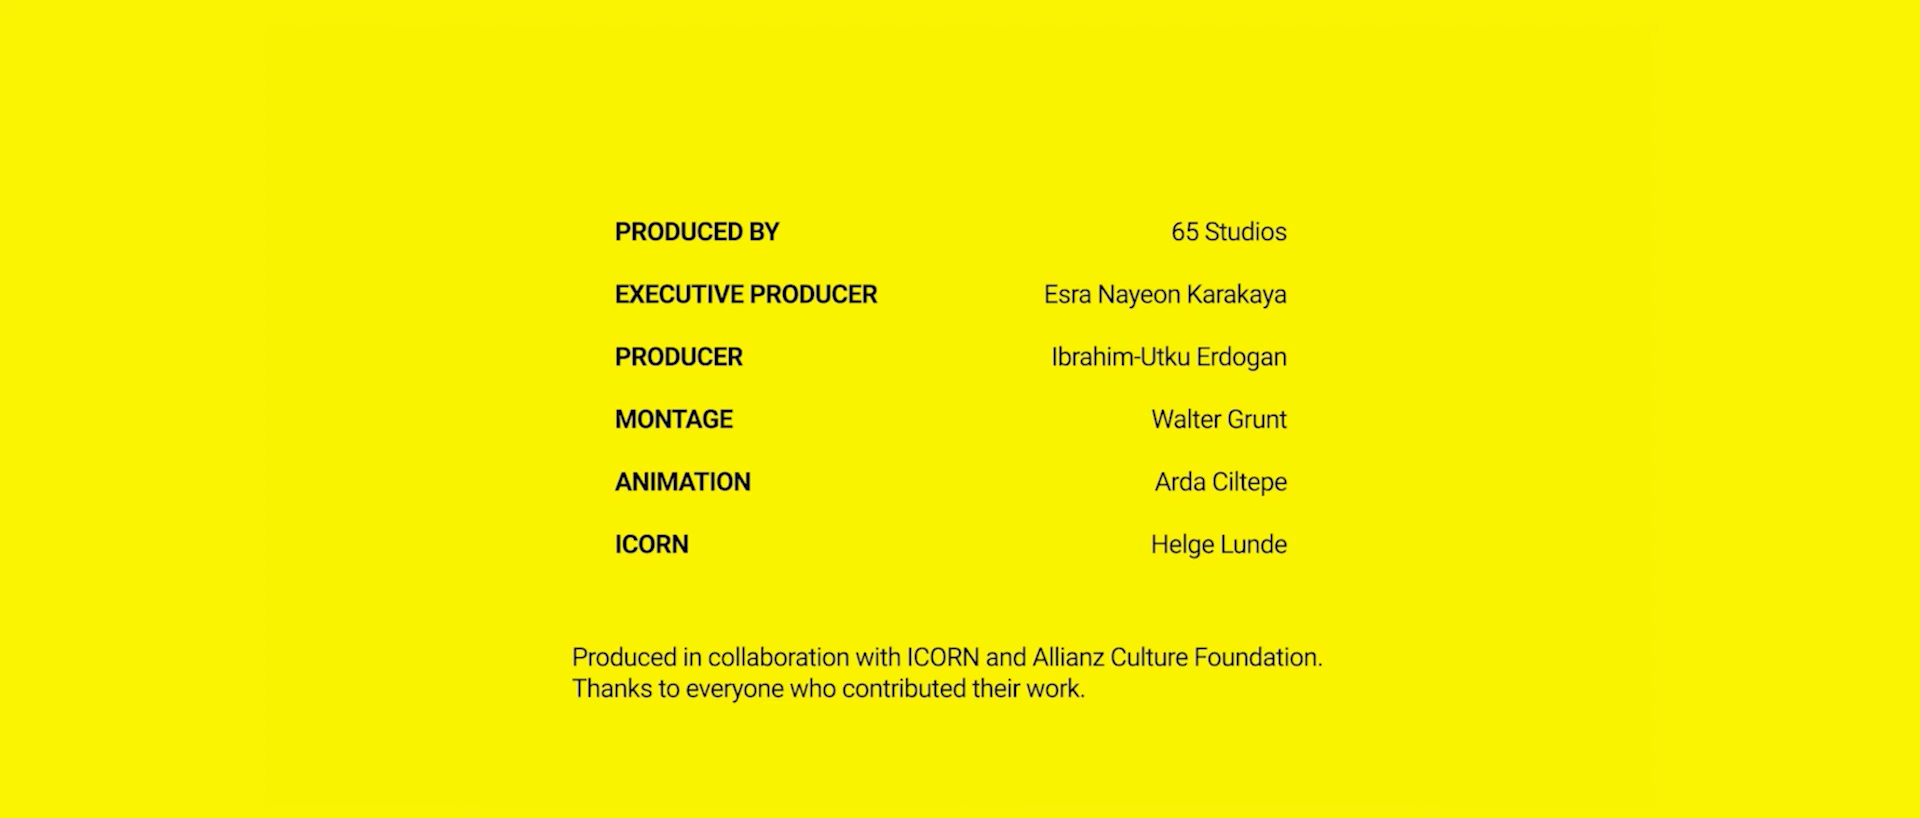 PRODUCED BY 65 Studios
EXECUTIVE PRODUCER Esra Nayeon Karakaya
PRODUCER Ibrahim-Utku Erdogan
MONTAGE Walter Grunt
ANIMATION Arda Ciltepe
ICORN Helge Lunde
Produced in collaboration with ICORN and Allianz Culture Foundation.
Thanks to everyone who contributed their work.